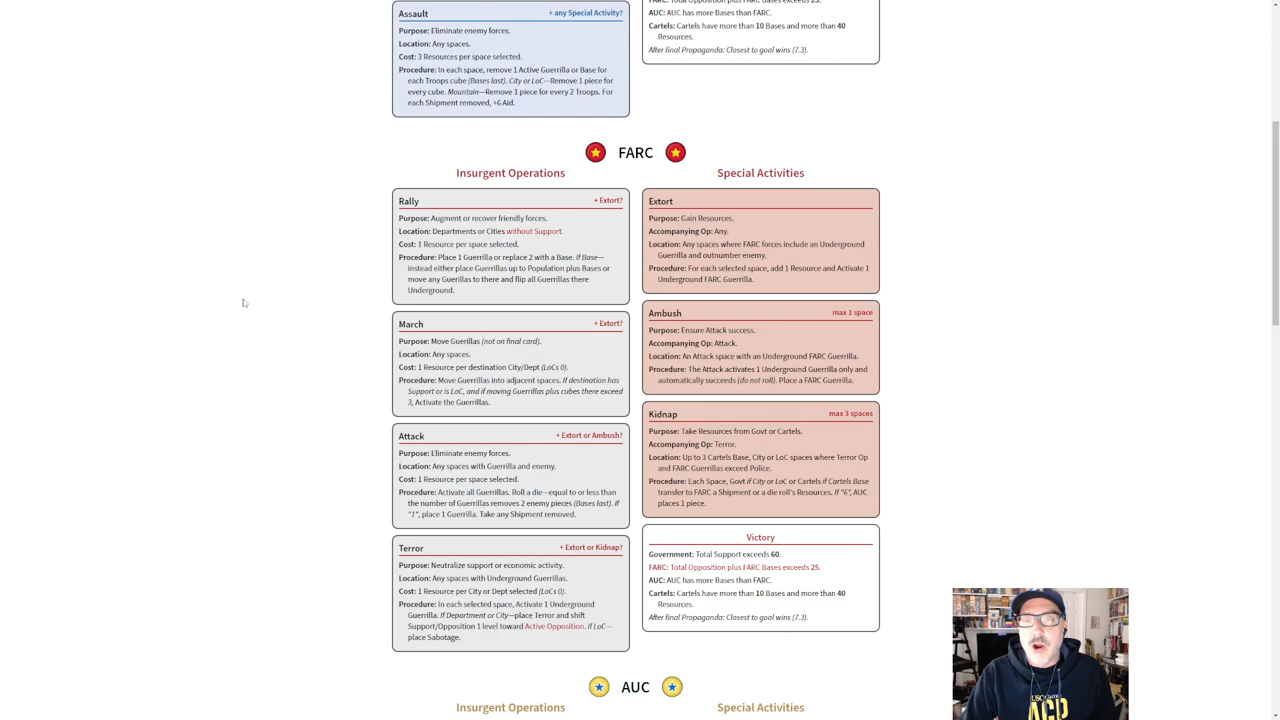 Assault
+ any Special Activity?
Purpose: Eliminate enemy forces.
Location: Any spaces.
Cost: 3 Resources per space selected.
Procedure: In each space, remove 1 Active Guerrilla or Base for
each Troops cube (Bases last). City or LoC—Remove 1 piece for
every cube. Mountain—Remove 1 piece for every 2 Troops. For
each Shipment removed, +6 Aid.
FARC: Total Opposition plus FARC Bases exceeds 25.
AUC: AUC has more Bases than FARC.
Cartels: Cartels have more than 10 Bases and more than 40
Resources.
After final Propaganda: Closest to goal wins (7.3).
FARC
Insurgent Operations
Special Activities
Rally
+ Extort?
Purpose: Augment or recover friendly forces.
Location: Departments or Cities without Support.
Cost: 1 Resource per space selected.
Procedure: Place 1 Guerrilla or replace 2 with a Base. If Base—
instead either place Guerrillas up to Population plus Bases or
move any Guerillas to there and flip all Guerrillas there
Underground.
March
+ Extort?
Purpose: Move Guerillas (not on final card).
Location: Any spaces.
Cost: 1 Resource per destination City/Dept (LoCs 0).
Procedure: Move Guerrillas into adjacent spaces. If destination has
Support or is LoC, and if moving Guerrillas plus cubes there exceed
3, Activate the Guerrillas.
Attack
+ Extort or Ambush?
Purpose: Eliminate enemy forces.
Location: Any spaces with Guerrilla and enemy.
Cost: 1 Resource per space selected.
Procedure: Activate all Guerrillas. Roll a die—equal to or less than
the number of Guerrillas removes 2 enemy pieces (Bases last). If
"1", place 1 Guerrilla. Take any Shipment removed.
Terror
+ Extort or Kidnap?
Purpose: Neutralize support or economic activity.
Location: Any spaces with Underground Guerrillas.
Cost: 1 Resource per City or Dept selected (LoCs 0).
Procedure: In each selected space, Activate 1 Underground
Guerrilla. If Department or City—place Terror and shift
Support/Opposition 1 level toward Active Opposition. If LoC—
place Sabotage.
Extort
Purpose: Gain Resources.
Accompanying Op: Any.
Location: Any spaces where FARC forces include an Underground
Guerrilla and outnumber enemy.
Procedure: For each selected space, add 1 Resource and Activate 1
Underground FARC Guerrilla.
Ambush
max 1 space
Purpose: Ensure Attack success.
Accompanying Op: Attack.
Location: An Attack space with an Underground FARC Guerrilla.
Procedure: The Attack activates 1 Underground Guerrilla only and
automatically succeeds (do not roll). Place a FARC Guerrilla.
Kidnap
max 3 spaces
Purpose: Take Resources from Govt or Cartels.
Accompanying Op: Terror.
Location: Up to 3 Cartels Base, City or LoC spaces where Terror Op
and FARC Guerrillas exceed Police.
Procedure: Each Space, Govt if City or LoC or Cartels if Cartels Base
transfer to FARC a Shipment or a die roll's Resources. If "6", AUC
places 1 piece.
Victory
Government: Total Support exceeds 60.
FARC: Total Opposition plus FARC Bases exceeds 25.
AUC: AUC has more Bases than FARC.
Cartels: Cartels have more than 10 Bases and more than 40
Resources.
After final Propaganda: Closest to goal wins (7.3).
AUC
Insurgent Operations
Special Activities